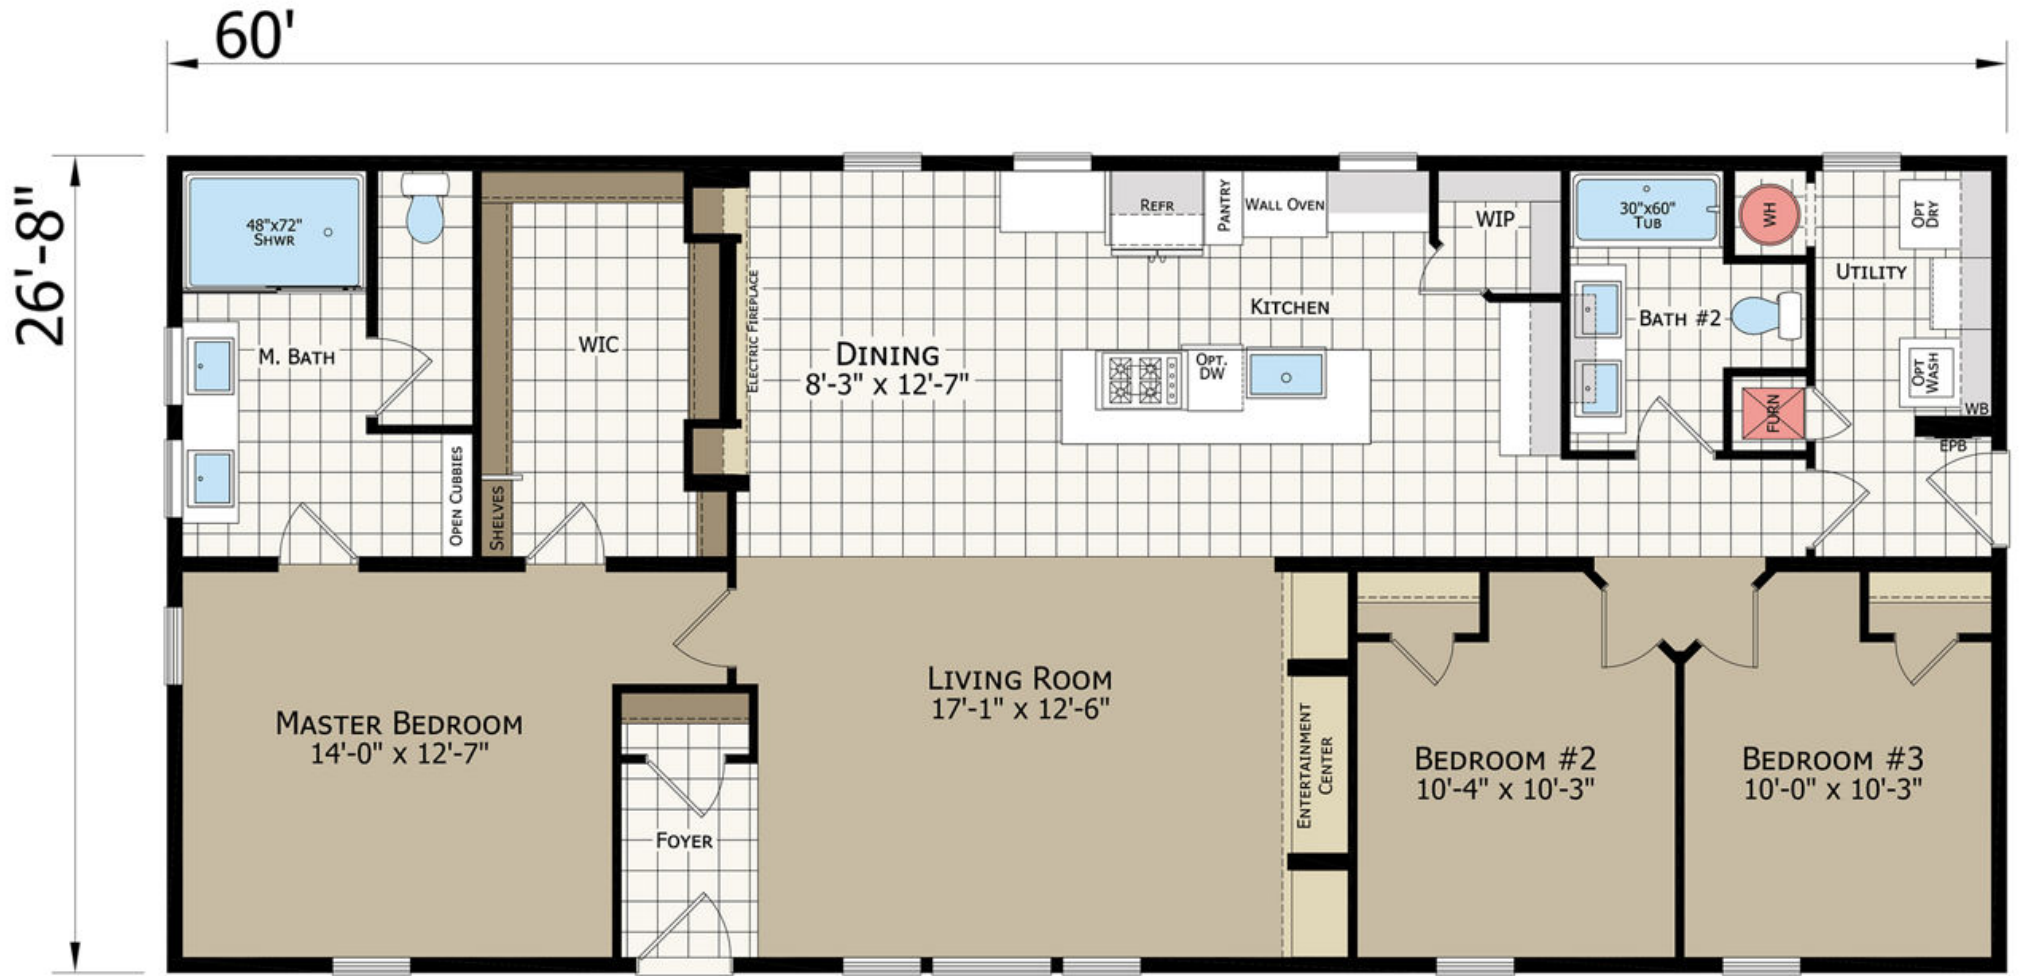 60'
26'-8"
48"x72"
SHWR
M. BATH
OPEN CUBBIES
SHELVES
WIC
ELECTRIC FIREPLACE
DINING
8'-3" x 12'-7"
REFR
PANTRY
WALL OVEN
KITCHEN
OPT.
DW
WIP
30"x60"
TUB
BATH #2
WH
FURN
UTILITY
OPT
DRY
OPT
WASH
WB
EPB
MASTER BEDROOM
14'-0" x 12'-7"
FOYER
LIVING ROOM
17'-1" x 12'-6"
ENTERTAINMENT
CENTER
BEDROOM #2
10'-4" x 10'-3"
BEDROOM #3
10'-0" x 10'-3"